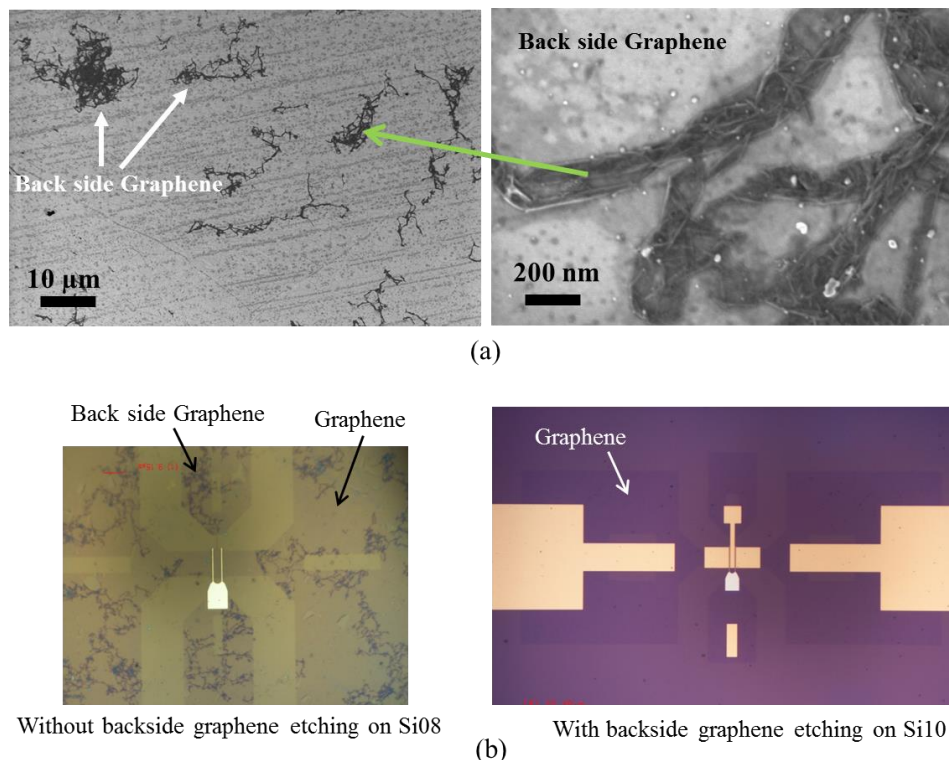 Back side Graphene
10 μm
Back side Graphene
200 nm
(a)
Back side Graphene
Graphene
Without backside graphene etching on Si08
Graphene
With backside graphene etching on Si10
(b)